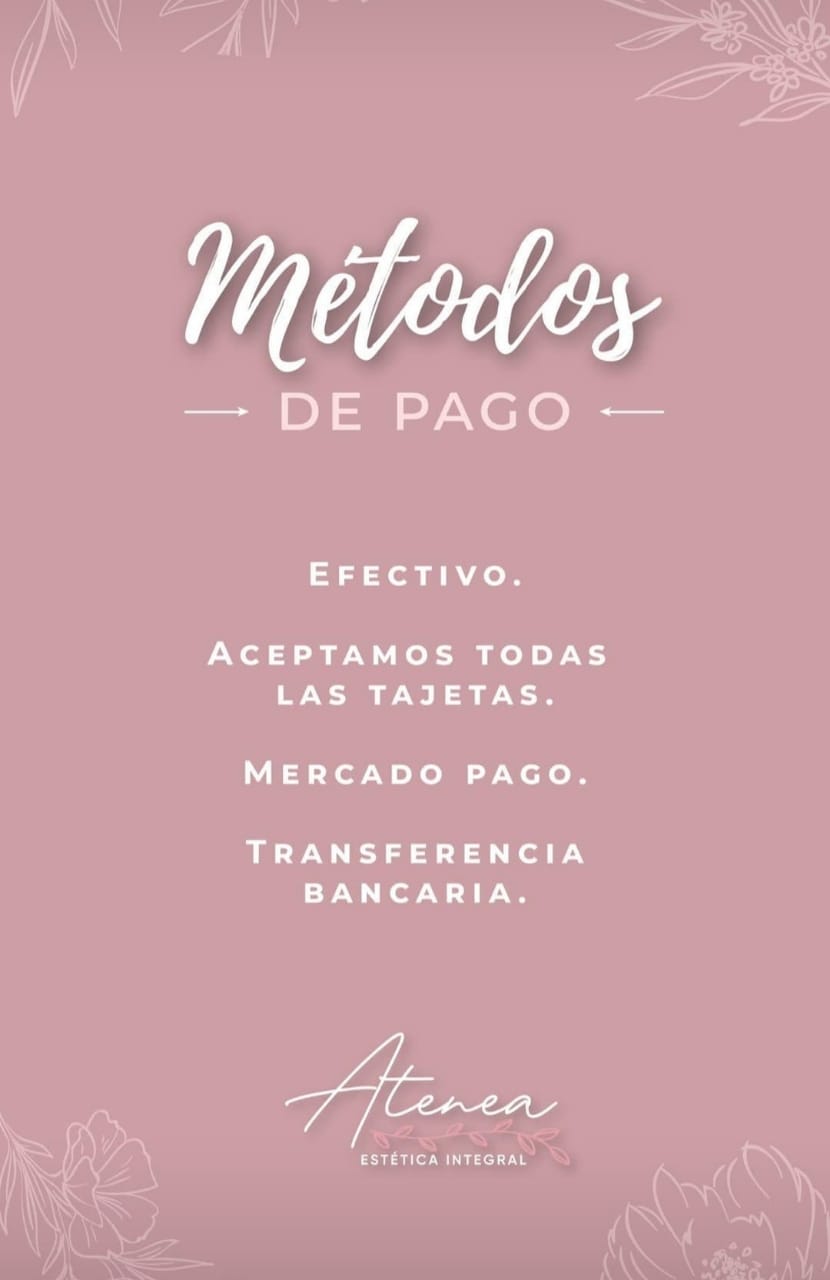 Métodos
DE PAGO
EFECTIVO.
ACEPTAMOS TODAS
LAS TAJETAS.
MERCADO PAGO.
TRANSFERENCIA
BANCARIA.
Atenea
ESTÉTICA INTEGRAL